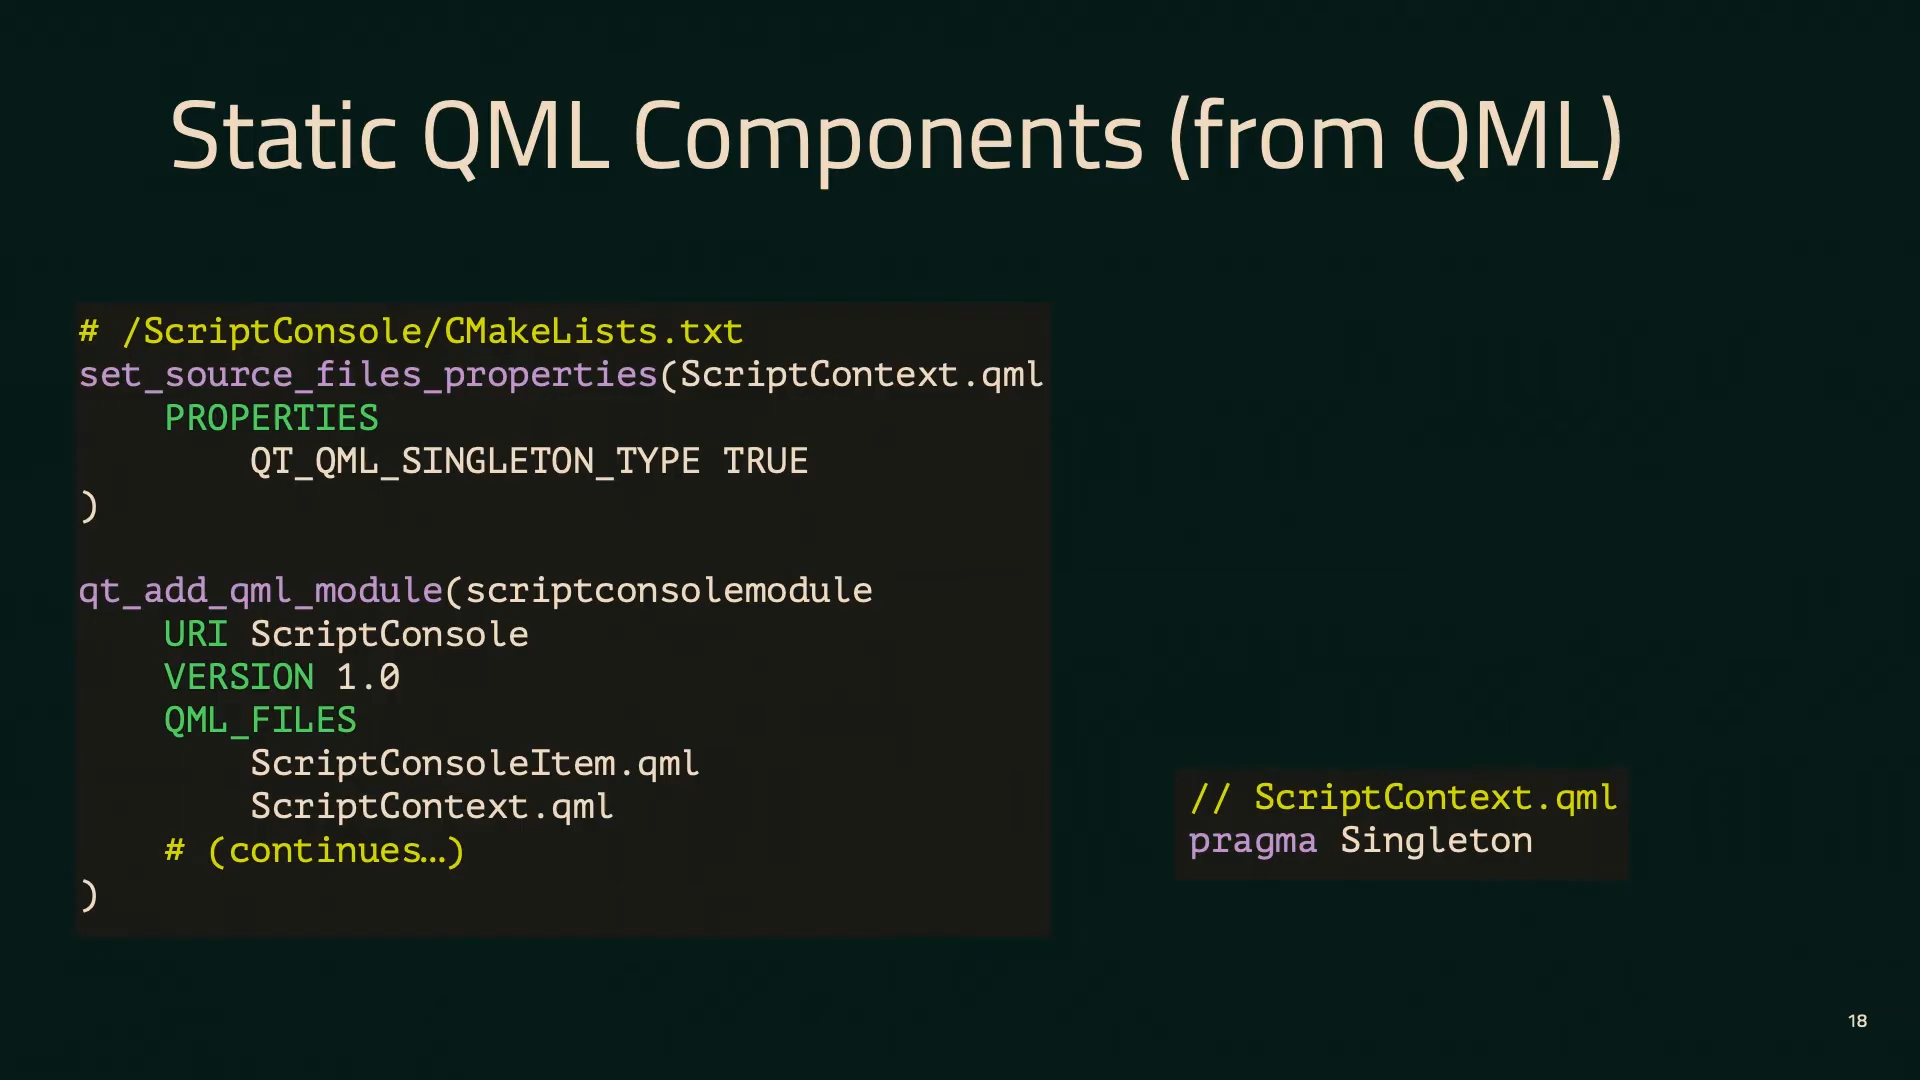 Static QML Components (from QML)
# /ScriptConsole/CMakeLists.txt
set_source_files_properties(ScriptContext.qml
    PROPERTIES
        QT_QML_SINGLETON_TYPE TRUE
)
qt_add_qml_module(scriptconsolemodule
    URI ScriptConsole
    VERSION 1.0
    QML_FILES
        ScriptConsoleItem.qml
        ScriptContext.qml
    # (continues…)
)
// ScriptContext.qml
pragma Singleton
18